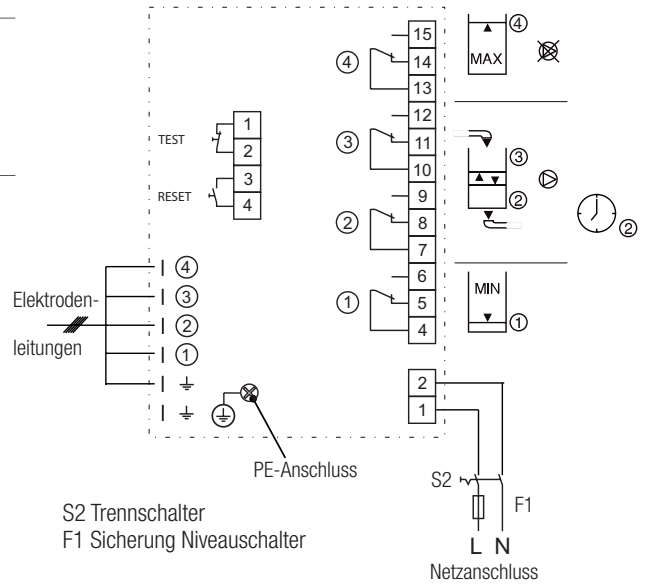 15
④
14
④
MAX
13
12
TEST
1
2
③
11
10
③
②
②
RESET
3
4
9
②
8
7
6
MIN
①
5
4
①
④
③
Elektroden-
②
leitungen
①
2
1
PE-Anschluss
S2
F1
S2 Trennschalter
F1 Sicherung Niveauschalter
L N
Netzanschluss